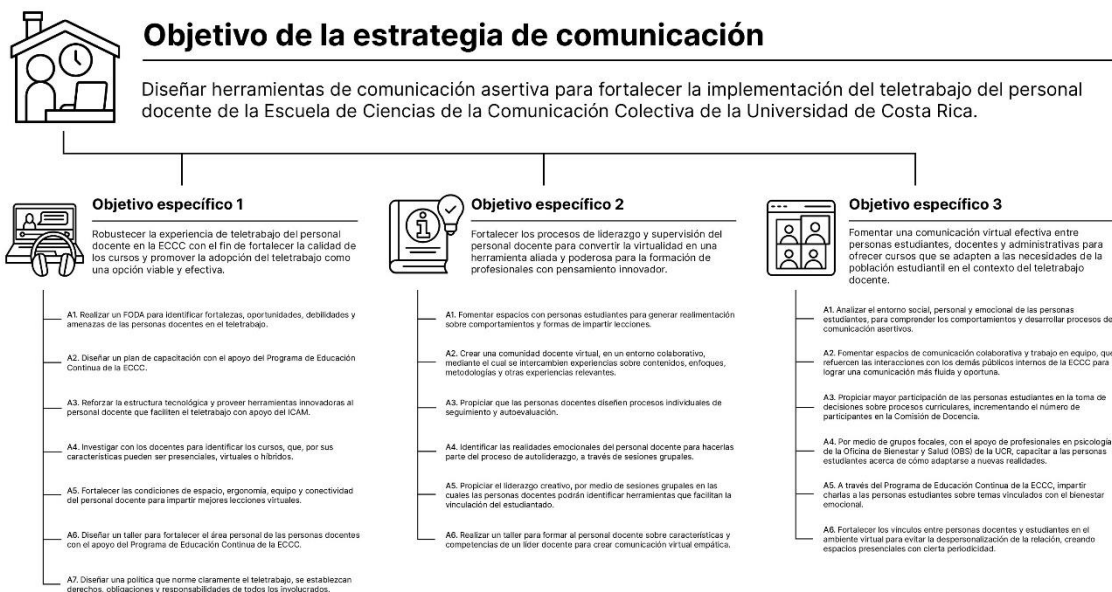 Objetivo de la estrategia de comunicación
Diseñar herramientas de comunicación asertiva para fortalecer la implementación del teletrabajo del personal
docente de la Escuela de Ciencias de la Comunicación Colectiva de la Universidad de Costa Rica.
Objetivo específico 1
Robustecer la experiencia de teletrabajo del personal
docente en la ECCC con el fin de fortalecer la calidad de
los cursos y promover la adopción del teletrabajo como
una opción viable y efectiva.
A1. Realizar un FODA para identificar fortalezas, oportunidades, debilidades y
amenazas de las personas docentes en el teletrabajo.
A2. Diseñar un plan de capacitación con el apoyo del Programa de Educación
Continua de la ECCC.
A3. Reforzar la estructura tecnológica y proveer herramientas innovadoras al
personal docente que faciliten el teletrabajo con apoyo del ICAM.
A4. Investigar con los docentes para identificar los cursos, que, por sus
características pueden ser presenciales, virtuales o híbridos.
A5. Fortalecer las condiciones de espacio, ergonomía, equipo y conectividad
del personal docente para impartir mejores lecciones virtuales.
A6. Diseñar un taller para fortalecer el área personal de las personas docentes
con el apoyo del Programa de Educación Continua de la ECCC.
A7. Diseñar una política que norme claramente el teletrabajo, se establezcan
derechos, obligaciones y responsabilidades de todos los involucrados.
Objetivo específico 2
Fortalecer los procesos de liderazgo y supervisión del
personal docente para convertir la virtualidad en una
herramienta aliada y poderosa para la formación de
profesionales con pensamiento innovador.
A1. Fomentar espacios con personas estudiantes para generar realimentación
sobre comportamientos y formas de impartir lecciones.
A2. Crear una comunidad docente virtual, en un entorno colaborativo,
mediante el cual se intercambien experiencias sobre contenidos, enfoques,
metodologías y otras experiencias relevantes.
A3. Propiciar que las personas docentes diseñen procesos individuales de
seguimiento y autoevaluación.
A4. Identificar las realidades emocionales del personal docente para hacerlas
parte del proceso de autoliderazgo, a través de sesiones grupales.
A5. Propiciar el liderazgo creativo, por medio de sesiones grupales en las
cuales las personas docentes podrán identificar herramientas que facilitan la
vinculación del estudiantado.
A6. Realizar un taller para formar al personal docente sobre características y
competencias de un líder docente para crear comunicación virtual empática.
Objetivo específico 3
Fomentar una comunicación virtual efectiva entre
personas estudiantes, docentes y administrativas para
ofrecer cursos que se adapten a las necesidades de la
población estudiantil en el contexto del teletrabajo
docente.
A1. Analizar el entorno social, personal y emocional de las personas
estudiantes, para comprender los comportamientos y desarrollar procesos de
comunicación asertivos.
A2. Fomentar espacios de comunicación colaborativa y trabajo en equipo, que
refuercen las interacciones con los demás públicos internos de la ECCC para
lograr una comunicación más fluida y oportuna.
A3. Propiciar mayor participación de las personas estudiantes en la toma de
decisiones sobre procesos curriculares, incrementando el número de
participantes en la Comisión de Docencia.
A4. Por medio de grupos focales, con el apoyo de profesionales en psicología
de la Oficina de Bienestar y Salud (OBS) de la UCR, capacitar a las personas
estudiantes acerca de cómo adaptarse a nuevas realidades.
A5. A través del Programa de Educación Continua de la ECCC, impartir
charlas a las personas estudiantes sobre temas vinculados con el bienestar
emocional.
A6. Fortalecer los vínculos entre personas docentes y estudiantes en el
ambiente virtual para evitar la despersonalización de la relación, creando
espacios presenciales con cierta periodicidad.